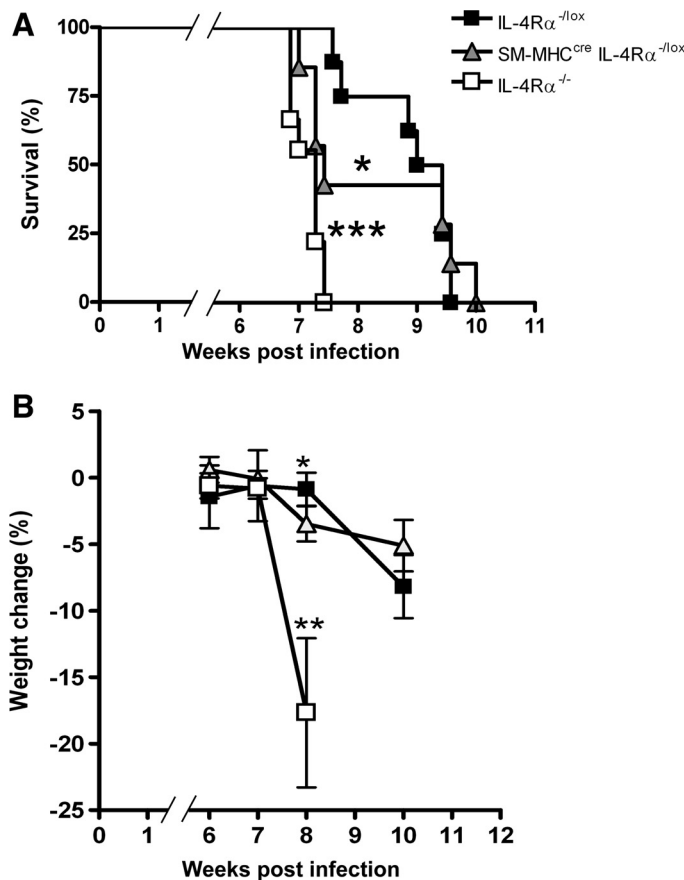 A
IL-4Rα-/lox
SM-MHCcre IL-4Rα-/lox
IL-4Rα-/-
Survival (%)
100
75
50
25
0
*
***
0 1 6 7 8 9 10 11
Weeks post infection
B
Weight change (%)
5
0
-5
-10
-15
-20
-25
*
**
0 1 6 7 8 9 10 11 12
Weeks post infection